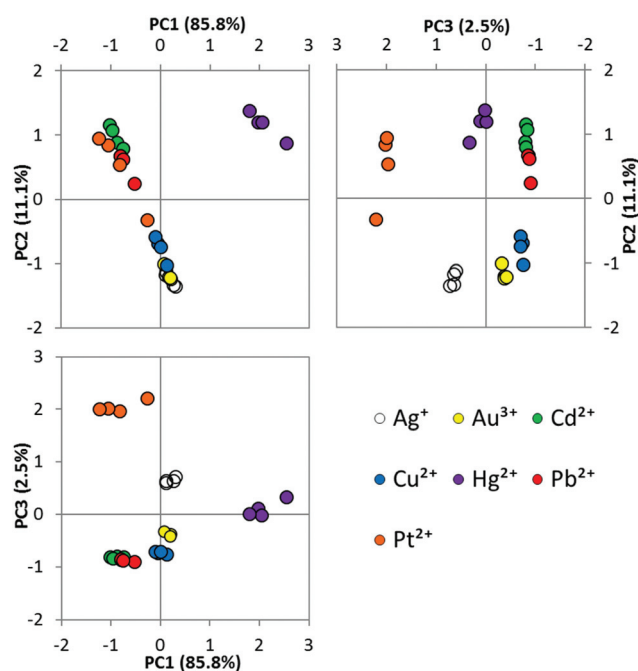 PC1 (85.8%)
-2 -1 0 1 2 3
2
1
0
-1
-2
PC3 (2.5%)
3 2 1 0 -1 -2
2
1
0
-1
-2
PC2 (11.1%)
PC2 (11.1%)
3
2
1
0
-1
-2
PC3 (2.5%)
-2 -1 0 1 2 3
PC1 (85.8%)
Ag⁺ Au³⁺ Cd²⁺
Cu²⁺ Hg²⁺ Pb²⁺
Pt²⁺